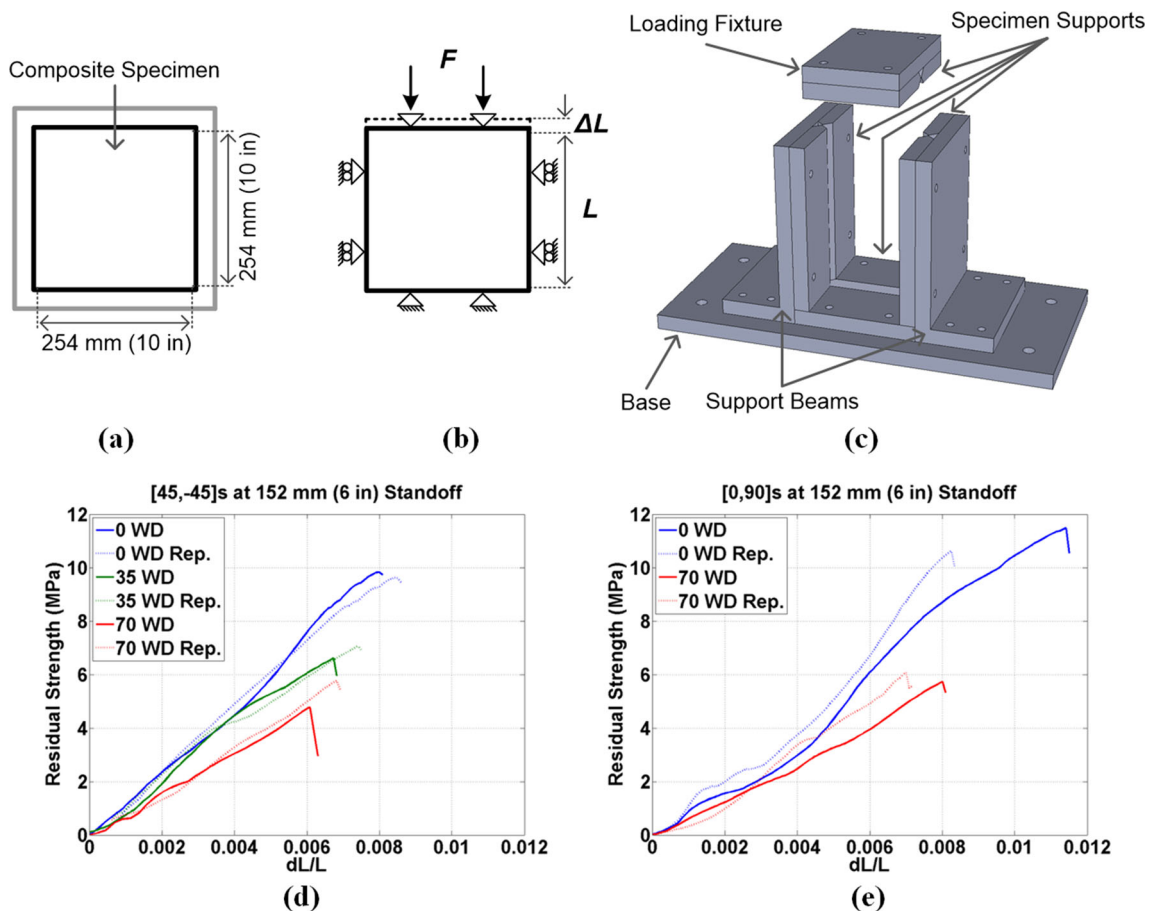 Composite Specimen
254 mm (10 in)
254 mm (10 in)
(a)
F
ΔL
L
(b)
Loading Fixture
Specimen Supports
Base
Support Beams
(c)
[45,-45]s at 152 mm (6 in) Standoff
Residual Strength (MPa)
12
10
8
6
4
2
0
0 WD
0 WD Rep.
35 WD
35 WD Rep.
70 WD
70 WD Rep.
0
0.002
0.004
0.006
0.008
0.01
0.012
dL/L
(d)
[0,90]s at 152 mm (6 in) Standoff
Residual Strength (MPa)
12
10
8
6
4
2
0
0 WD
0 WD Rep.
70 WD
70 WD Rep.
0
0.002
0.004
0.006
0.008
0.01
0.012
dL/L
(e)